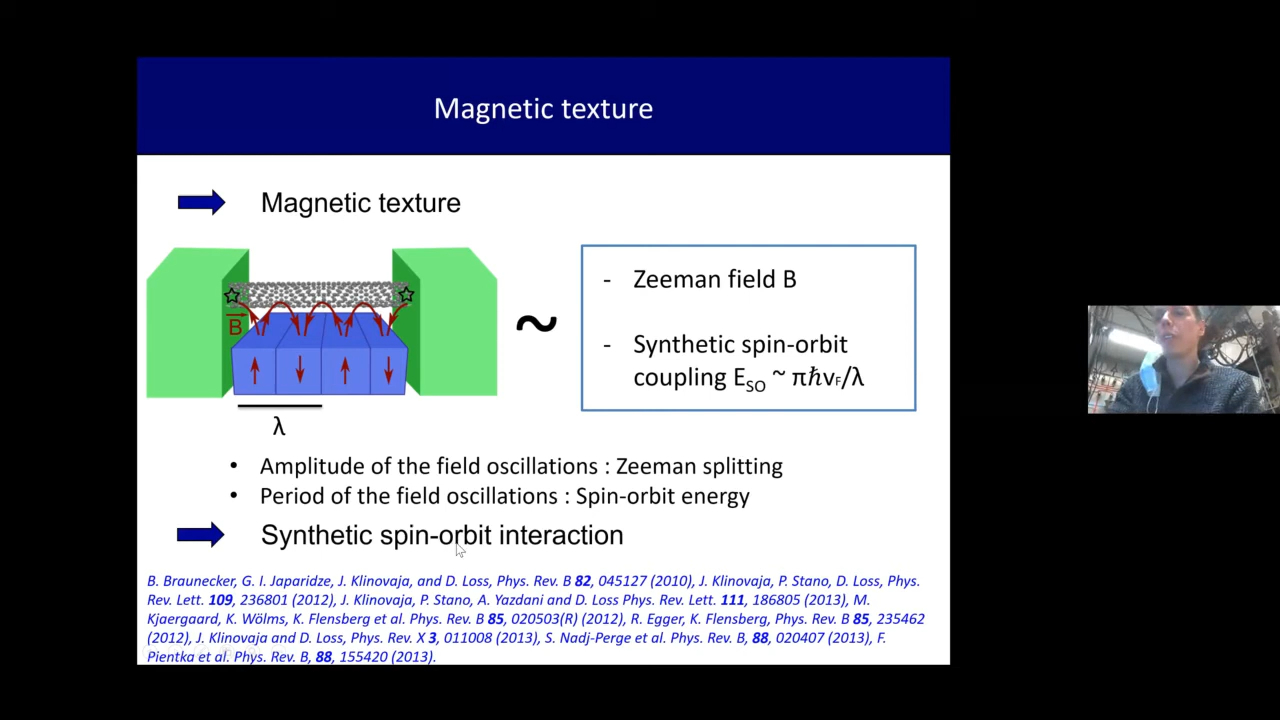 Magnetic texture
Magnetic texture
B
λ
~
- Zeeman field B
- Synthetic spin-orbit
coupling E_SO ~ πℏv_F/λ
• Amplitude of the field oscillations : Zeeman splitting
• Period of the field oscillations : Spin-orbit energy
Synthetic spin-orbit interaction
B. Braunecker, G. I. Japaridze, J. Klinovaja, and D. Loss, Phys. Rev. B 82, 045127 (2010), J. Klinovaja, P. Stano, D. Loss, Phys.
Rev. Lett. 109, 236801 (2012), J. Klinovaja, P. Stano, A. Yazdani and D. Loss Phys. Rev. Lett. 111, 186805 (2013), M.
Kjaergaard, K. Wölms, K. Flensberg et al. Phys. Rev. B 85, 020503(R) (2012), R. Egger, K. Flensberg, Phys. Rev. B 85, 235462
(2012), J. Klinovaja and D. Loss, Phys. Rev. X 3, 011008 (2013), S. Nadj-Perge et al. Phys. Rev. B, 88, 020407 (2013), F.
Pientka et al. Phys. Rev. B, 88, 155420 (2013).